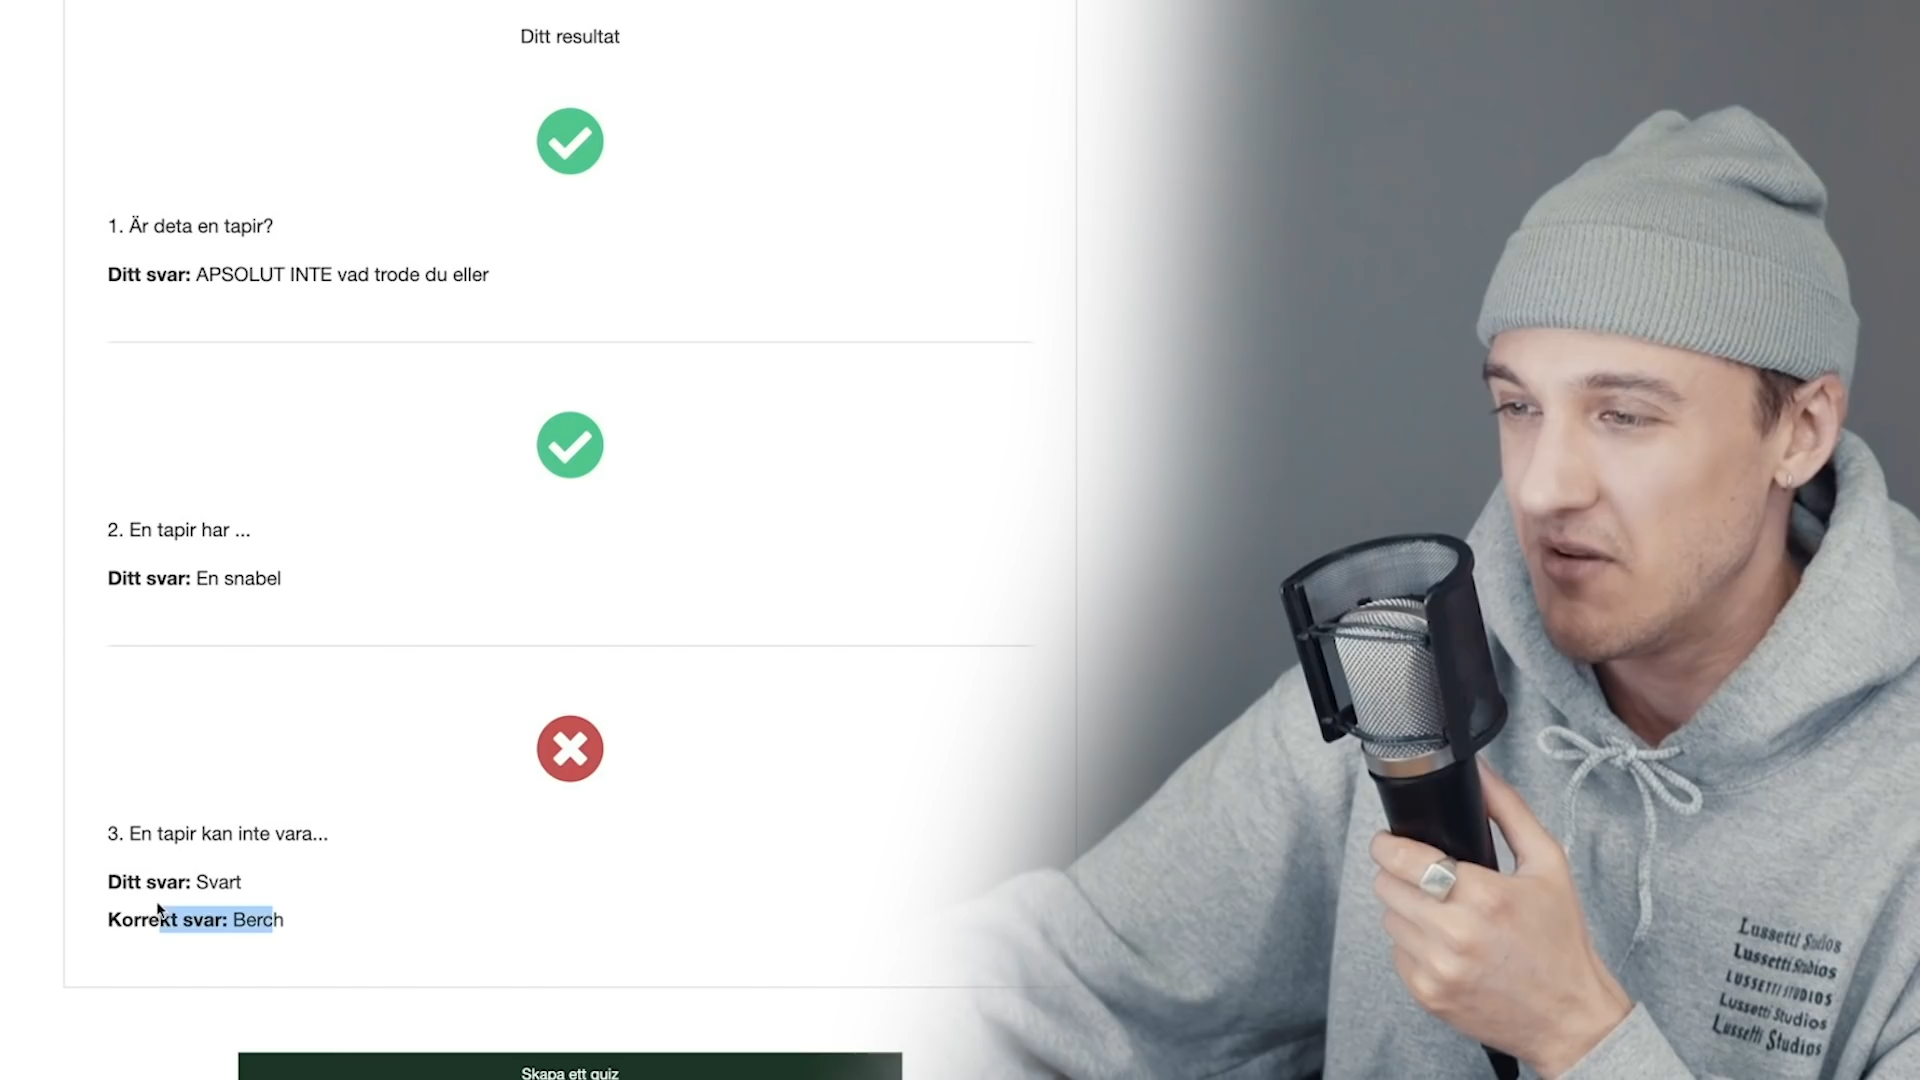 Ditt resultat
1. Är deta en tapir?
Ditt svar: APSOLUT INTE vad trode du eller
2. En tapir har ...
Ditt svar: En snabel
3. En tapir kan inte vara...
Ditt svar: Svart
Korrekt svar: Berch
Skapa ett quiz
Lussetti Studios
Lussetti Studios
LUSSETTI STUDIOS
Lussetti Studios
Lussetti Studios